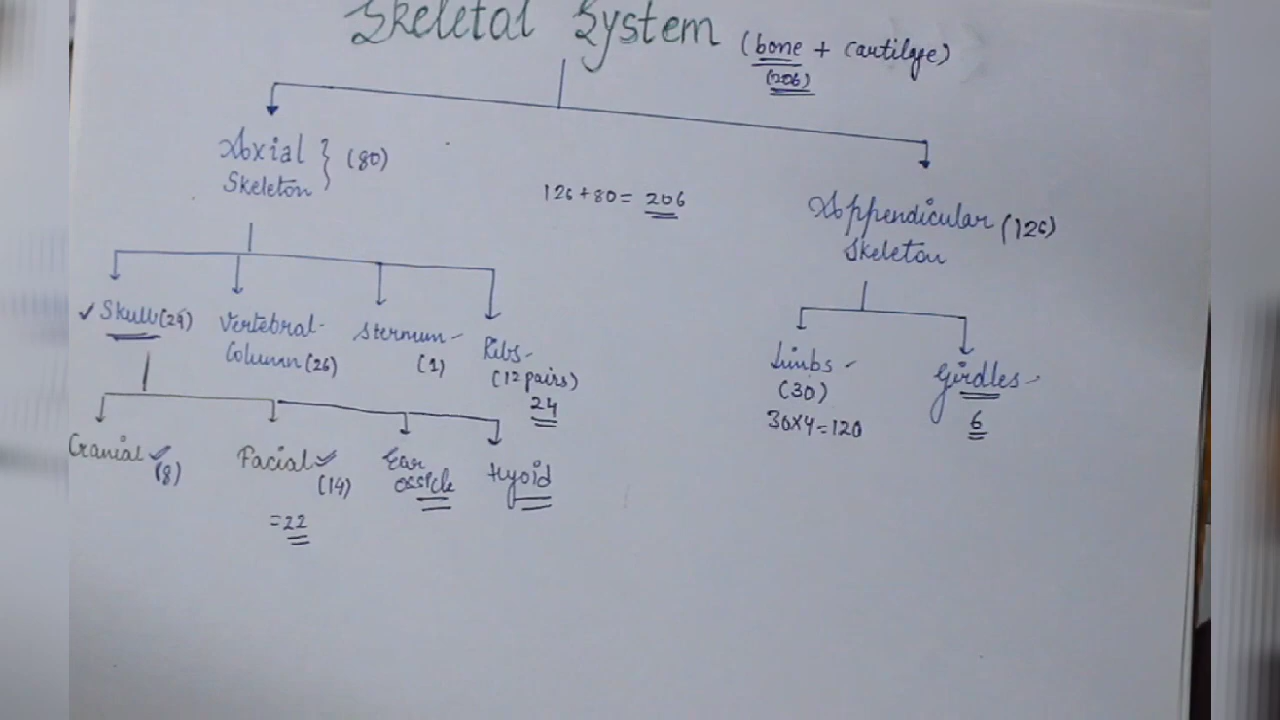 Skeletal System (bone + Cartilage)
(206)
Axial } (80)
Skeleton
126+80= 206
Appendicular (126)
Skeleton
Skull (29)
Vertebral-
Column (26)
Sternum-
(1)
Ribs-
(12 pairs)
24
Limbs -
(30)
30x4=120
Girdles-
6
Cranial (8)
Facial (14)
=22
Ear
ossicle
Hyoid